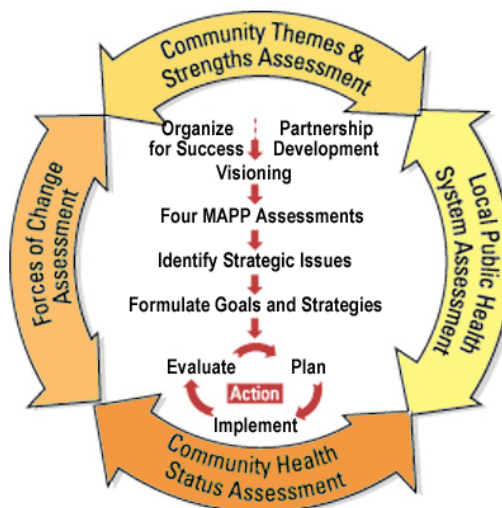 Community Themes &
Strengths Assessment
Organize
for Success
Partnership
Development
Visioning
Four MAPP Assessments
Identify Strategic Issues
Formulate Goals and Strategies
Evaluate
Plan
Action
Implement
Forces of Change
Assessment
Local Public Health
System Assessment
Community Health
Status Assessment